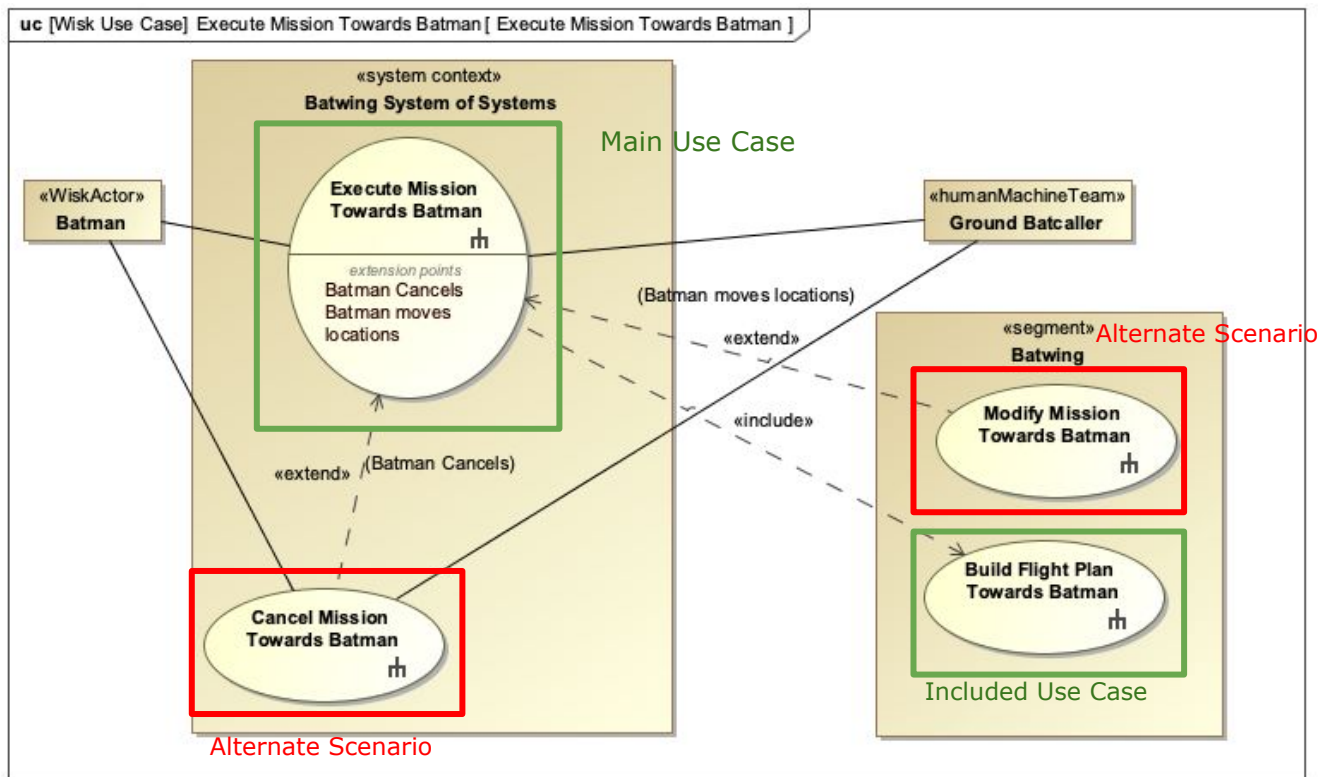 uc [Wisk Use Case] Execute Mission Towards Batman [ Execute Mission Towards Batman ]
«system context»
Batwing System of Systems
Main Use Case
Execute Mission
Towards Batman
extension points
Batman Cancels
Batman moves
locations
«WiskActor»
Batman
«humanMachineTeam»
Ground Batcaller
(Batman moves locations)
«extend»
«include»
«segment»
Batwing
Alternate Scenario
Modify Mission
Towards Batman
Build Flight Plan
Towards Batman
Included Use Case
«extend»
(Batman Cancels)
Cancel Mission
Towards Batman
Alternate Scenario